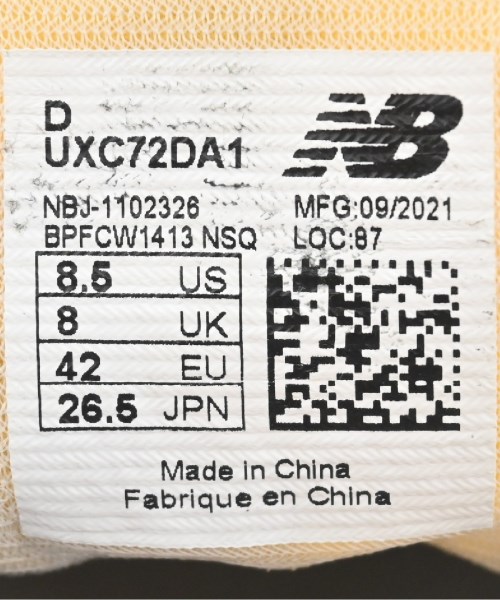 D
UXC72DA1
NB
NBJ-1102326
MFG:09/2021
BPFCW1413 NSQ
LOC:87
8.5 US
8 UK
42 EU
26.5 JPN
Made in China
Fabrique en China